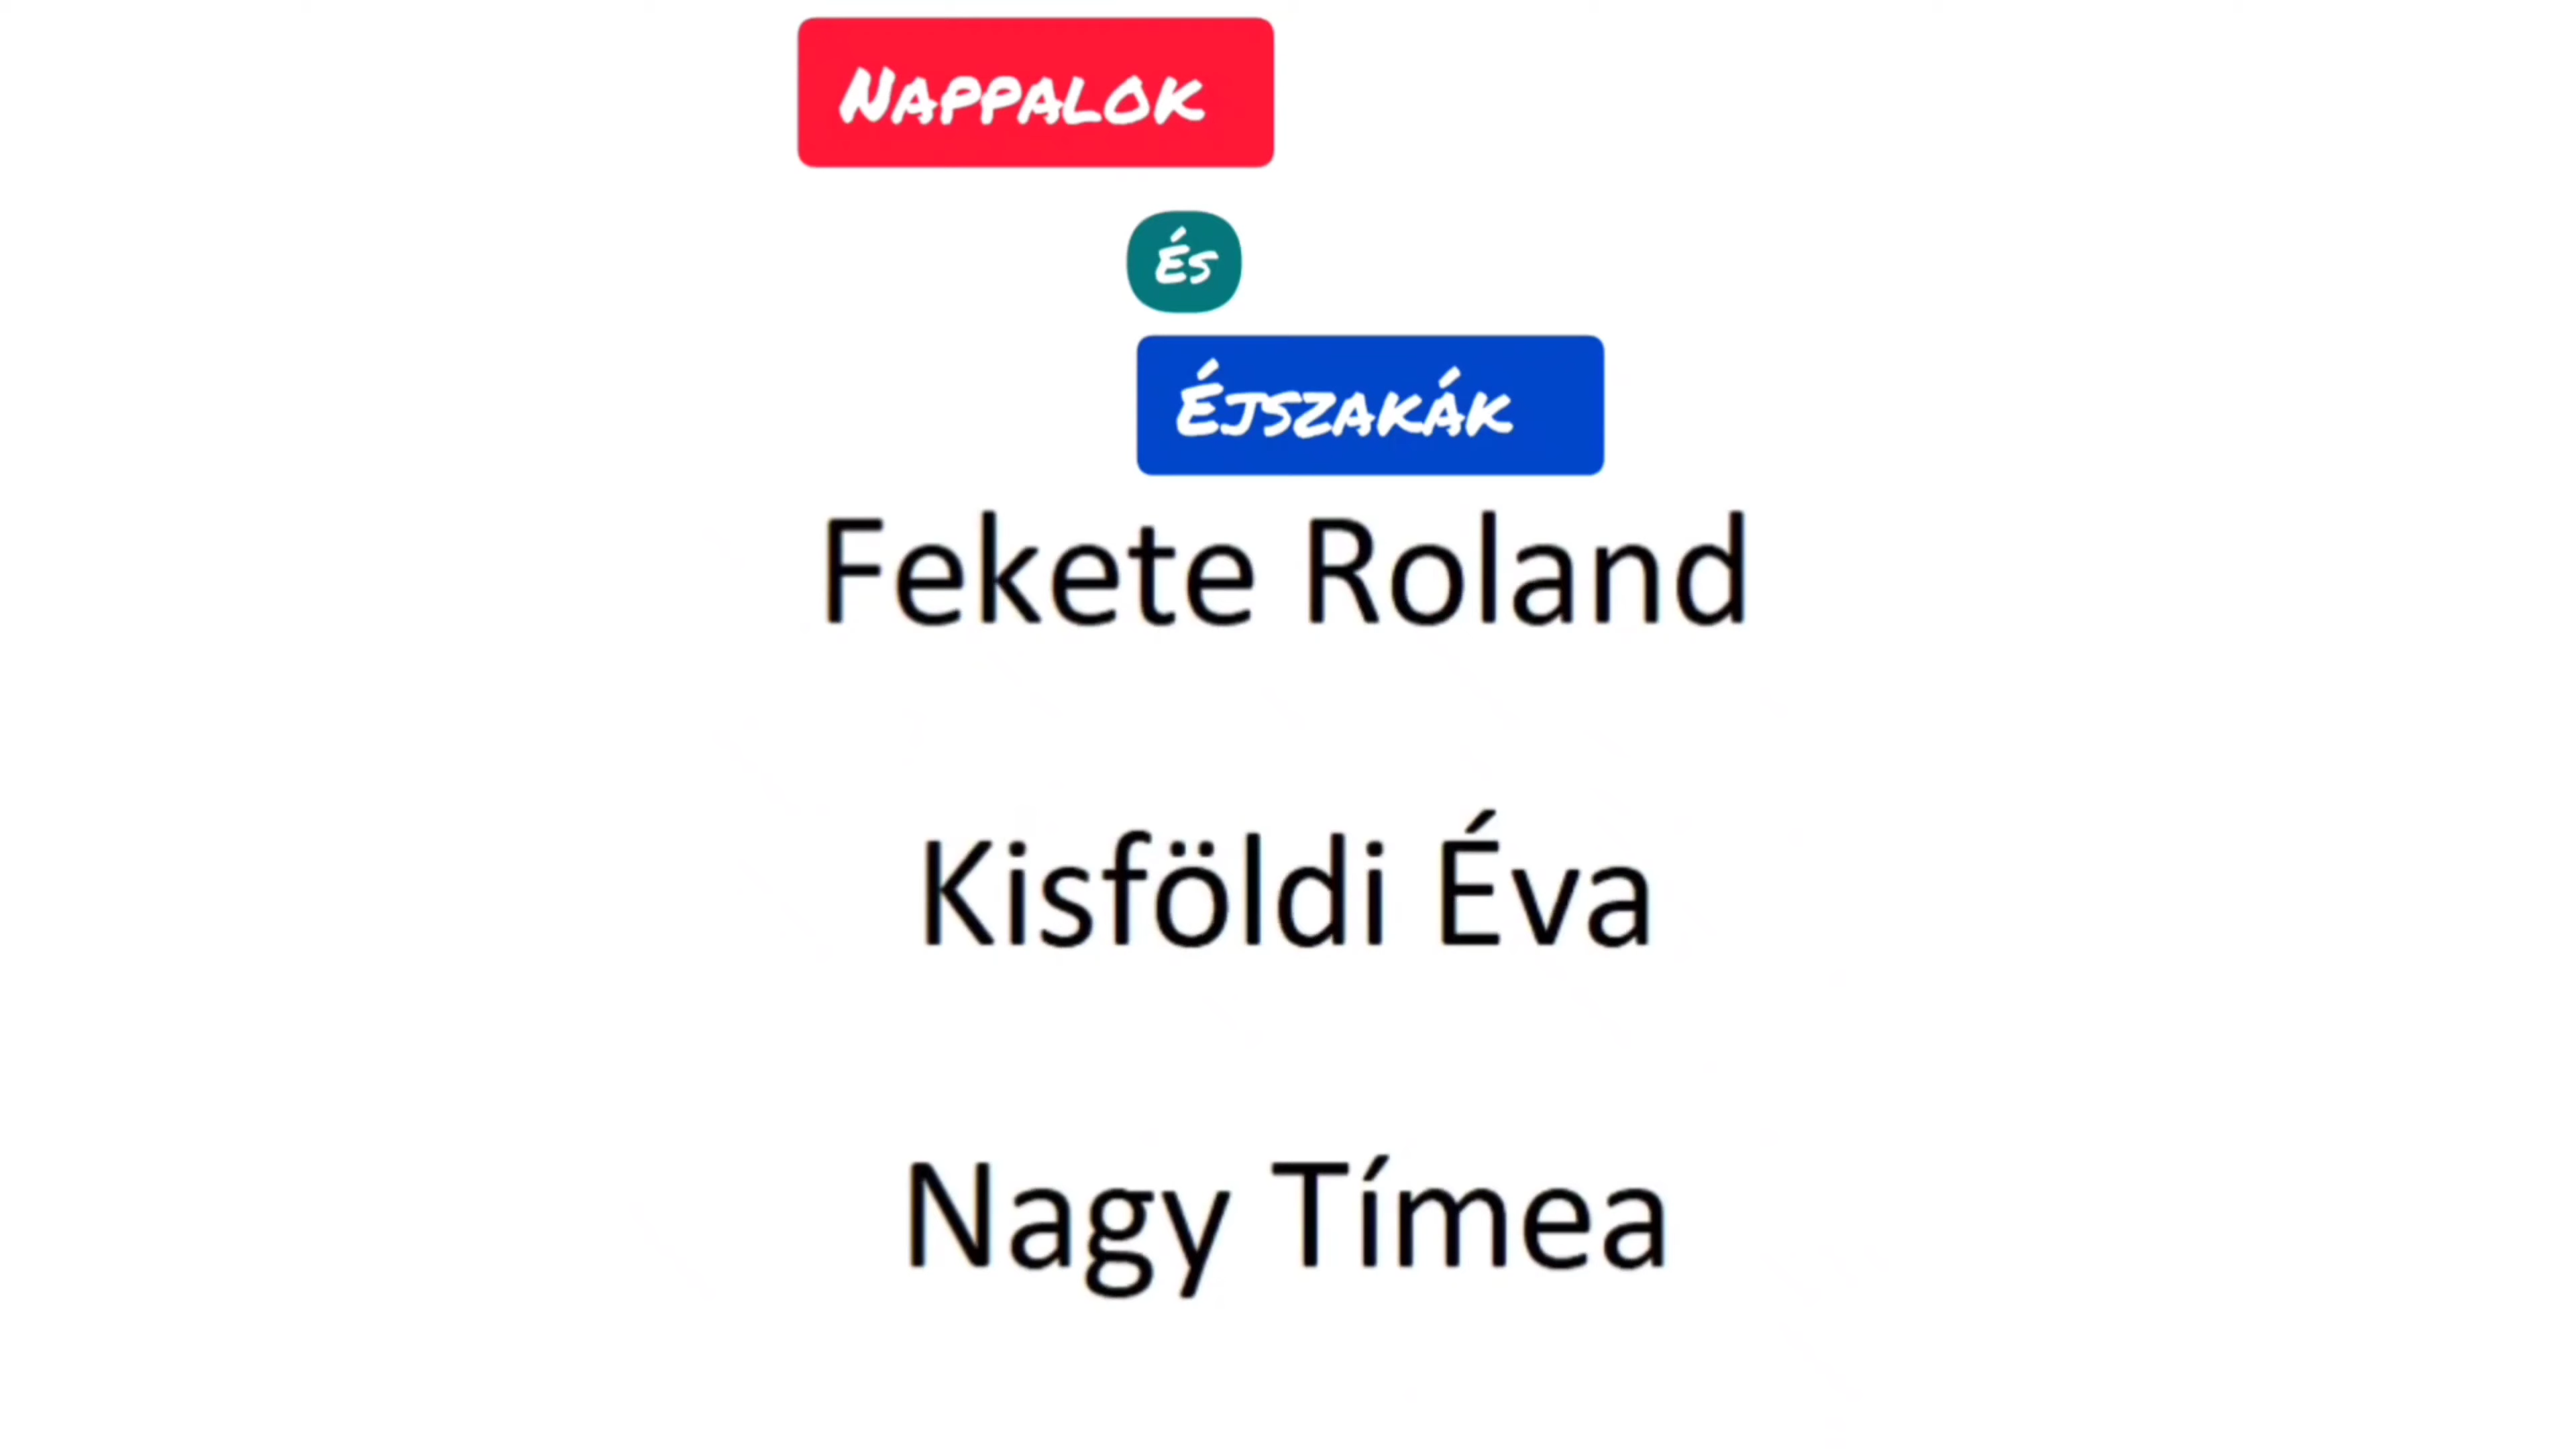 Nappalok
És
Éjszakák
Fekete Roland
Kisföldi Éva
Nagy Tímea